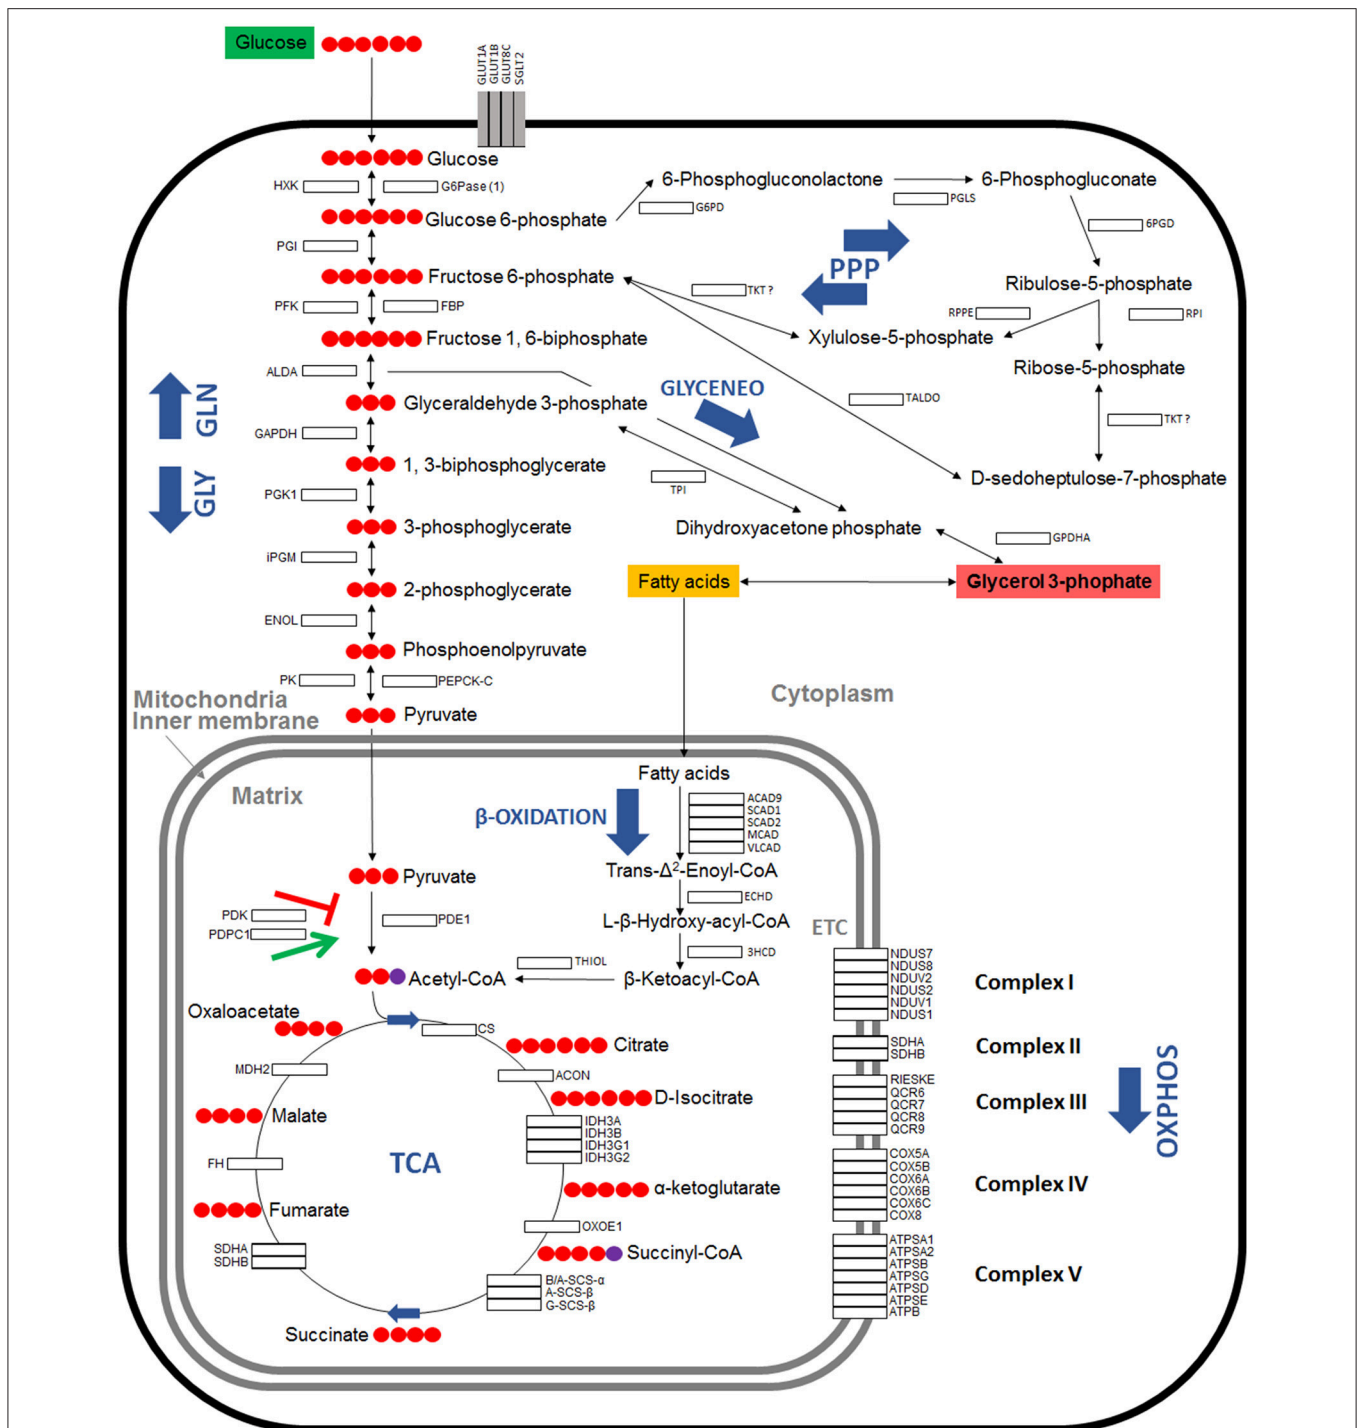 Glucose
GLUT1A
GLUT1B
GLUT8C
SGLT2
Glucose
HXK
G6Pase (1)
Glucose 6-phosphate
PGI
Fructose 6-phosphate
PFK
FBP
Fructose 1, 6-biphosphate
ALDA
Glyceraldehyde 3-phosphate
GAPDH
1, 3-biphosphoglycerate
PGK1
3-phosphoglycerate
iPGM
2-phosphoglycerate
ENOL
Phosphoenolpyruvate
PK
PEPCK-C
Pyruvate
GLN
GLY
6-Phosphogluconolactone
6-Phosphogluconate
G6PD
PGLS
6PGD
PPP
Ribulose-5-phosphate
TKT ?
RPPE
RPI
Xylulose-5-phosphate
Ribose-5-phosphate
GLYCENEO
TALDO
TKT ?
TPI
D-sedoheptulose-7-phosphate
Dihydroxyacetone phosphate
GPDHA
Fatty acids
Glycerol 3-phophate
Cytoplasm
Mitochondria
Inner membrane
Matrix
Fatty acids
β-OXIDATION
ACAD9
SCAD1
SCAD2
MCAD
VLCAD
Trans-Δ2-Enoyl-CoA
ECHD
L-β-Hydroxy-acyl-CoA
3HCD
β-Ketoacyl-CoA
THIOL
Pyruvate
PDK
PDPC1
PDE1
Acetyl-CoA
Oxaloacetate
CS
Citrate
MDH2
ACON
D-Isocitrate
Malate
IDH3A
IDH3B
IDH3G1
IDH3G2
TCA
FH
α-ketoglutarate
Fumarate
OXOE1
SDHA
SDHB
Succinyl-CoA
B/A-SCS-α
A-SCS-β
G-SCS-β
Succinate
ETC
NDUS7
NDUS8
NDUV2
NDUS2
NDUV1
NDUS1
Complex I
SDHA
SDHB
Complex II
RIESKE
QCR6
QCR7
QCR8
QCR9
Complex III
COX5A
COX5B
COX6A
COX6B
COX6C
COX8
Complex IV
ATPSA1
ATPSA2
ATPSB
ATPSG
ATPSD
ATPSE
ATPB
Complex V
OXPHOS